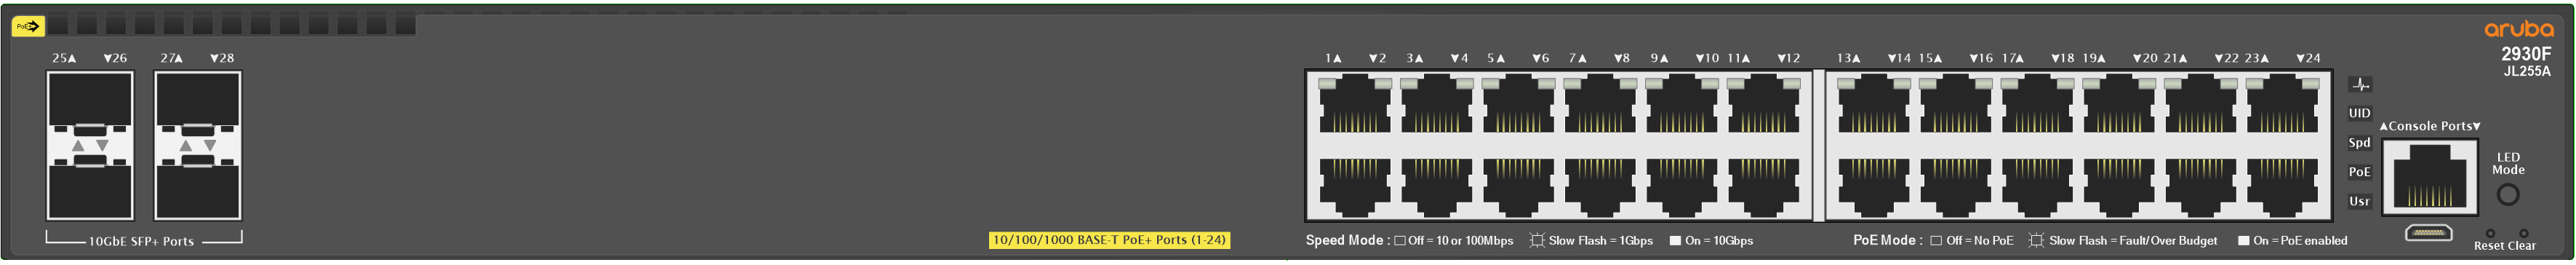 PoE+
aruba
2930F
JL255A
25▲ ▼26 27▲ ▼28
1▲ ▼2 3▲ ▼4 5▲ ▼6 7▲ ▼8 9▲ ▼10 11▲ ▼12 13▲ ▼14 15▲ ▼16 17▲ ▼18 19▲ ▼20 21▲ ▼22 23▲ ▼24
UID
Spd
PoE
Usr
▲Console Ports▼
LED
Mode
10GbE SFP+ Ports
10/100/1000 BASE-T PoE+ Ports (1-24)
Speed Mode : Off = 10 or 100Mbps Slow Flash = 1Gbps On = 10Gbps
PoE Mode : Off = No PoE Slow Flash = Fault/Over Budget On = PoE enabled
Reset Clear